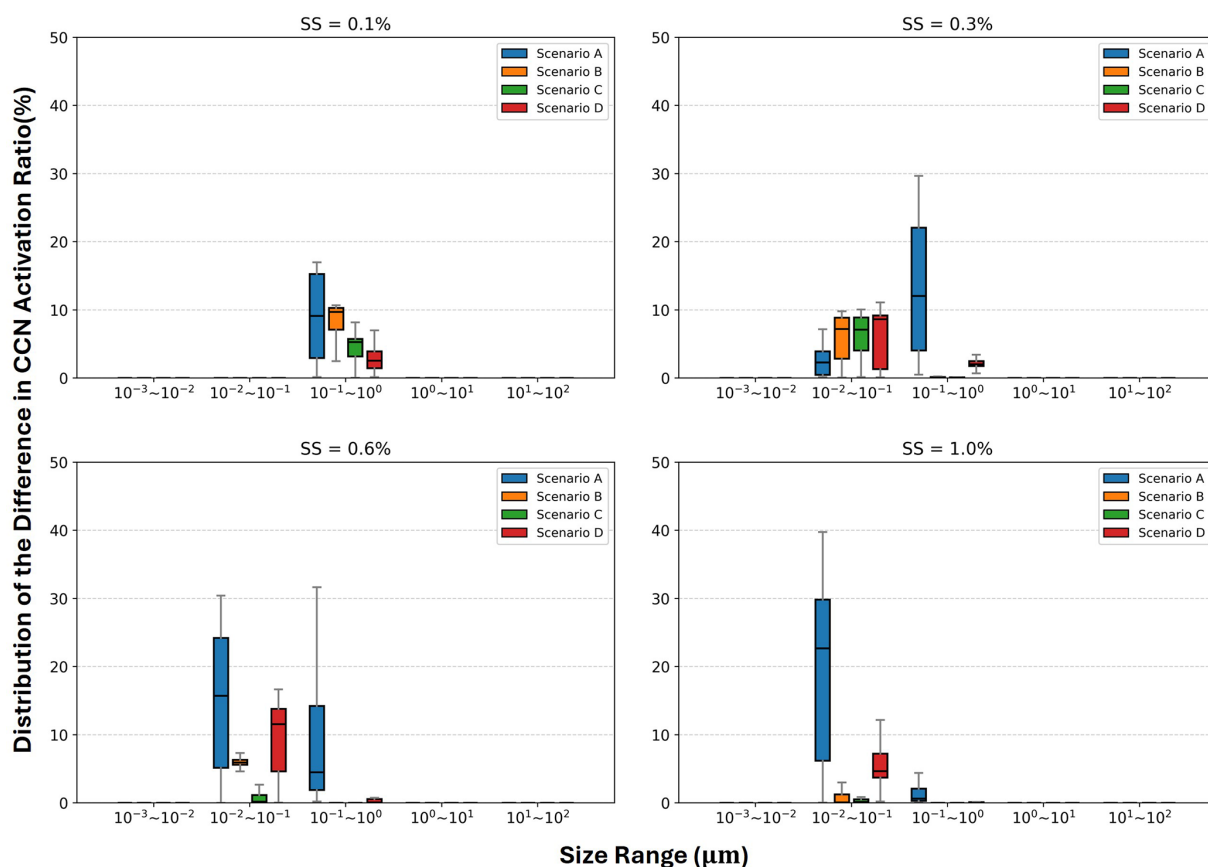 Distribution of the Difference in CCN Activation Ratio(%)
SS = 0.1%
50
40
30
20
10
0
Scenario A
Scenario B
Scenario C
Scenario D
10⁻³~10⁻²
10⁻²~10⁻¹
10⁻¹~10⁰
10⁰~10¹
10¹~10²
SS = 0.3%
50
40
30
20
10
0
Scenario A
Scenario B
Scenario C
Scenario D
10⁻³~10⁻²
10⁻²~10⁻¹
10⁻¹~10⁰
10⁰~10¹
10¹~10²
SS = 0.6%
50
40
30
20
10
0
Scenario A
Scenario B
Scenario C
Scenario D
10⁻³~10⁻²
10⁻²~10⁻¹
10⁻¹~10⁰
10⁰~10¹
10¹~10²
SS = 1.0%
50
40
30
20
10
0
Scenario A
Scenario B
Scenario C
Scenario D
10⁻³~10⁻²
10⁻²~10⁻¹
10⁻¹~10⁰
10⁰~10¹
10¹~10²
Size Range (μm)